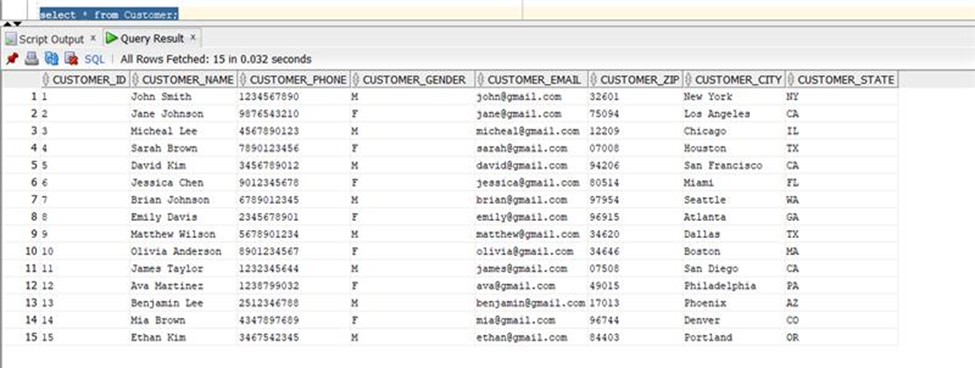 select * from Customer;
Script Output x Query Result x
SQL | All Rows Fetched: 15 in 0.032 seconds
CUSTOMER_ID CUSTOMER_NAME CUSTOMER_PHONE CUSTOMER_GENDER CUSTOMER_EMAIL CUSTOMER_ZIP CUSTOMER_CITY CUSTOMER_STATE
1 1 John Smith 1234567890 M john@gmail.com 32601 New York NY
2 2 Jane Johnson 9876543210 F jane@gmail.com 75094 Los Angeles CA
3 3 Micheal Lee 4567890123 M micheal@gmail.com 12209 Chicago IL
4 4 Sarah Brown 7890123456 F sarah@gmail.com 07008 Houston TX
5 5 David Kim 3456789012 M david@gmail.com 94206 San Francisco CA
6 6 Jessica Chen 9012345678 F jessica@gmail.com 80514 Miami FL
7 7 Brian Johnson 6789012345 M brian@gmail.com 97954 Seattle WA
8 8 Emily Davis 2345678901 F emily@gmail.com 96915 Atlanta GA
9 9 Matthew Wilson 5678901234 M matthew@gmail.com 34620 Dallas TX
10 10 Olivia Anderson 8901234567 F olivia@gmail.com 34646 Boston MA
11 11 James Taylor 1232345644 M james@gmail.com 07508 San Diego CA
12 12 Ava Martinez 1238799032 F ava@gmail.com 49015 Philadelphia PA
13 13 Benjamin Lee 2512346788 M benjamin@gmail.com 17013 Phoenix AZ
14 14 Mia Brown 4347897689 F mia@gmail.com 96744 Denver CO
15 15 Ethan Kim 3467542345 M ethan@gmail.com 84403 Portland OR